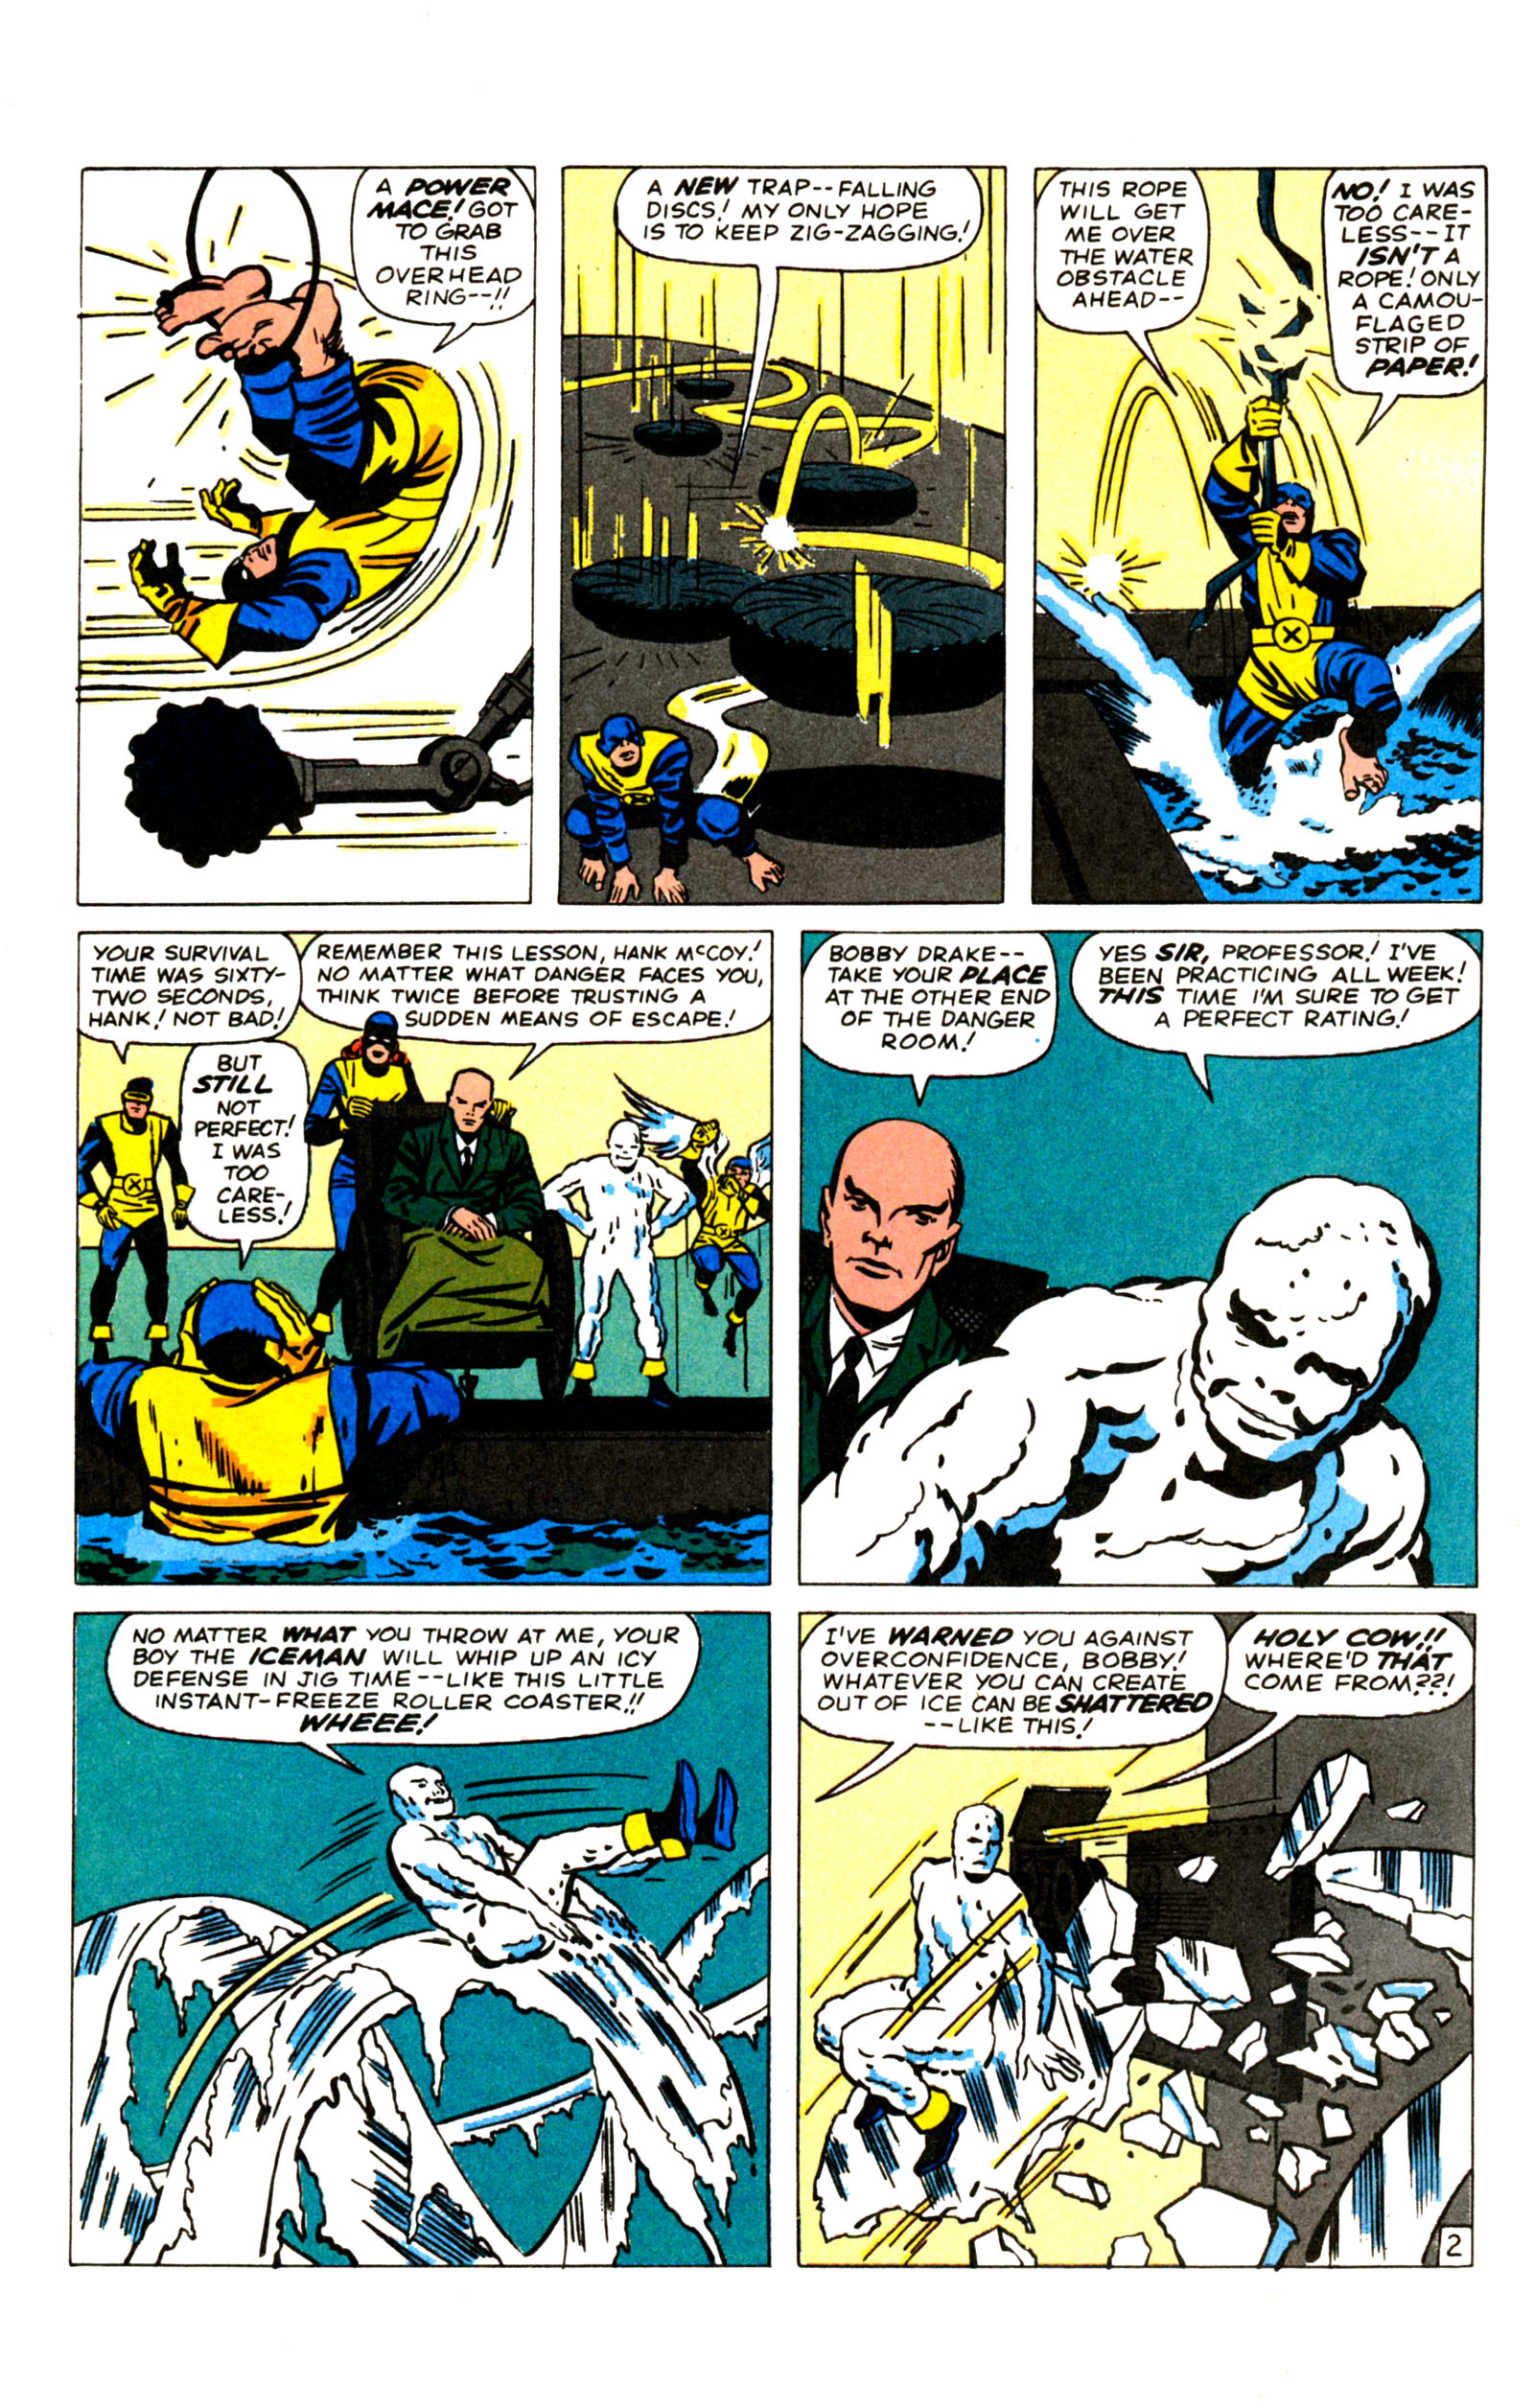 A POWER
MACE! GOT
TO GRAB
THIS
OVERHEAD
RING--!!
A NEW TRAP--FALLING
DISCS! MY ONLY HOPE
IS TO KEEP ZIG-ZAGGING!
THIS ROPE
WILL GET
ME OVER
THE WATER
OBSTACLE
AHEAD--
NO! I WAS
TOO CARE-
LESS--IT
ISN'T A
ROPE! ONLY
A CAMOU-
FLAGED
STRIP OF
PAPER!
YOUR SURVIVAL
TIME WAS SIXTY-
TWO SECONDS,
HANK! NOT BAD!
BUT
STILL
NOT
PERFECT!
I WAS
TOO
CARE-
LESS!
REMEMBER THIS LESSON, HANK McCOY!
NO MATTER WHAT DANGER FACES YOU,
THINK TWICE BEFORE TRUSTING A
SUDDEN MEANS OF ESCAPE!
BOBBY DRAKE--
TAKE YOUR PLACE
AT THE OTHER END
OF THE DANGER
ROOM!
YES SIR, PROFESSOR! I'VE
BEEN PRACTICING ALL WEEK!
THIS TIME I'M SURE TO GET
A PERFECT RATING!
NO MATTER WHAT YOU THROW AT ME, YOUR
BOY THE ICEMAN WILL WHIP UP AN ICY
DEFENSE IN JIG TIME--LIKE THIS LITTLE
INSTANT-FREEZE ROLLER COASTER!!
WHEEE!
I'VE WARNED YOU AGAINST
OVERCONFIDENCE, BOBBY!
WHATEVER YOU CAN CREATE
OUT OF ICE CAN BE SHATTERED
--LIKE THIS!
HOLY COW!!
WHERE'D THAT
COME FROM??!
2